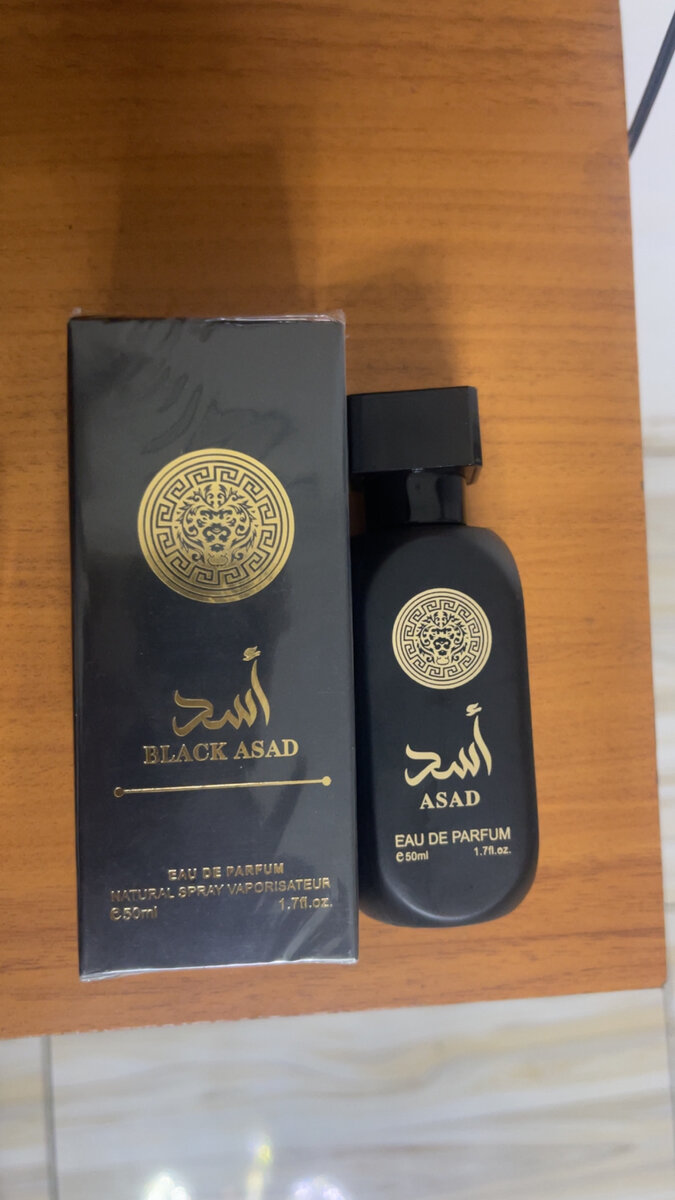 أسد
BLACK ASAD
EAU DE PARFUM
NATURAL SPRAY VAPORISATEUR
℮50ml 1.7fl.oz.
أسد
ASAD
EAU DE PARFUM
℮50ml 1.7fl.oz.